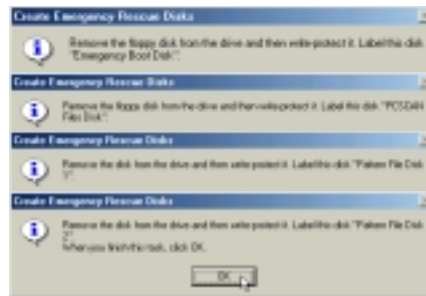 Create Emergency Rescue Disks
Remove the floppy disk from the drive and then write-protect it. Label this disk
"Emergency Boot Disk".
Create Emergency Rescue Disks
Remove the floppy disk from the drive and then write-protect it. Label this disk "PCSCAN
Files Disk".
Create Emergency Rescue Disks
Remove the disk from the drive and then write-protect it. Label this disk "Pattern File Disk
1".
Create Emergency Rescue Disks
Remove the disk from the drive and then write-protect it. Label this disk "Pattern File Disk
2".
When you finish this task, click OK.
OK